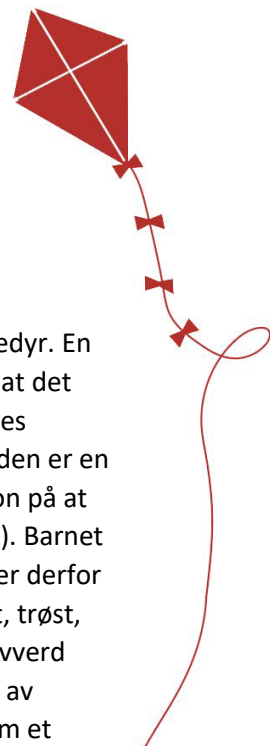 edyr. En
at det
es
den er en
on på at
). Barnet
er derfor
t, trøst,
vverd
av
m et